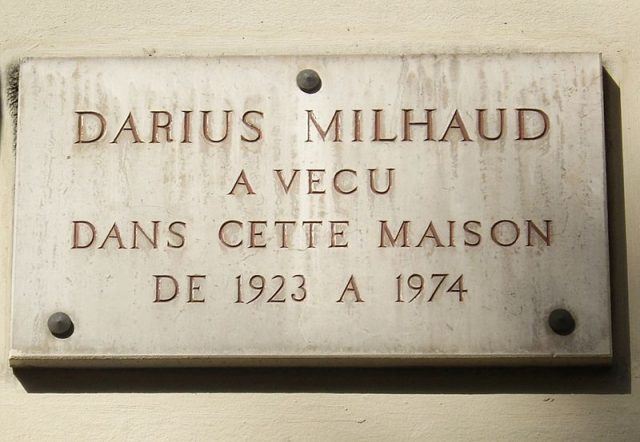 DARIUS MILHAUD
A VECU
DANS CETTE MAISON
DE 1923 A 1974